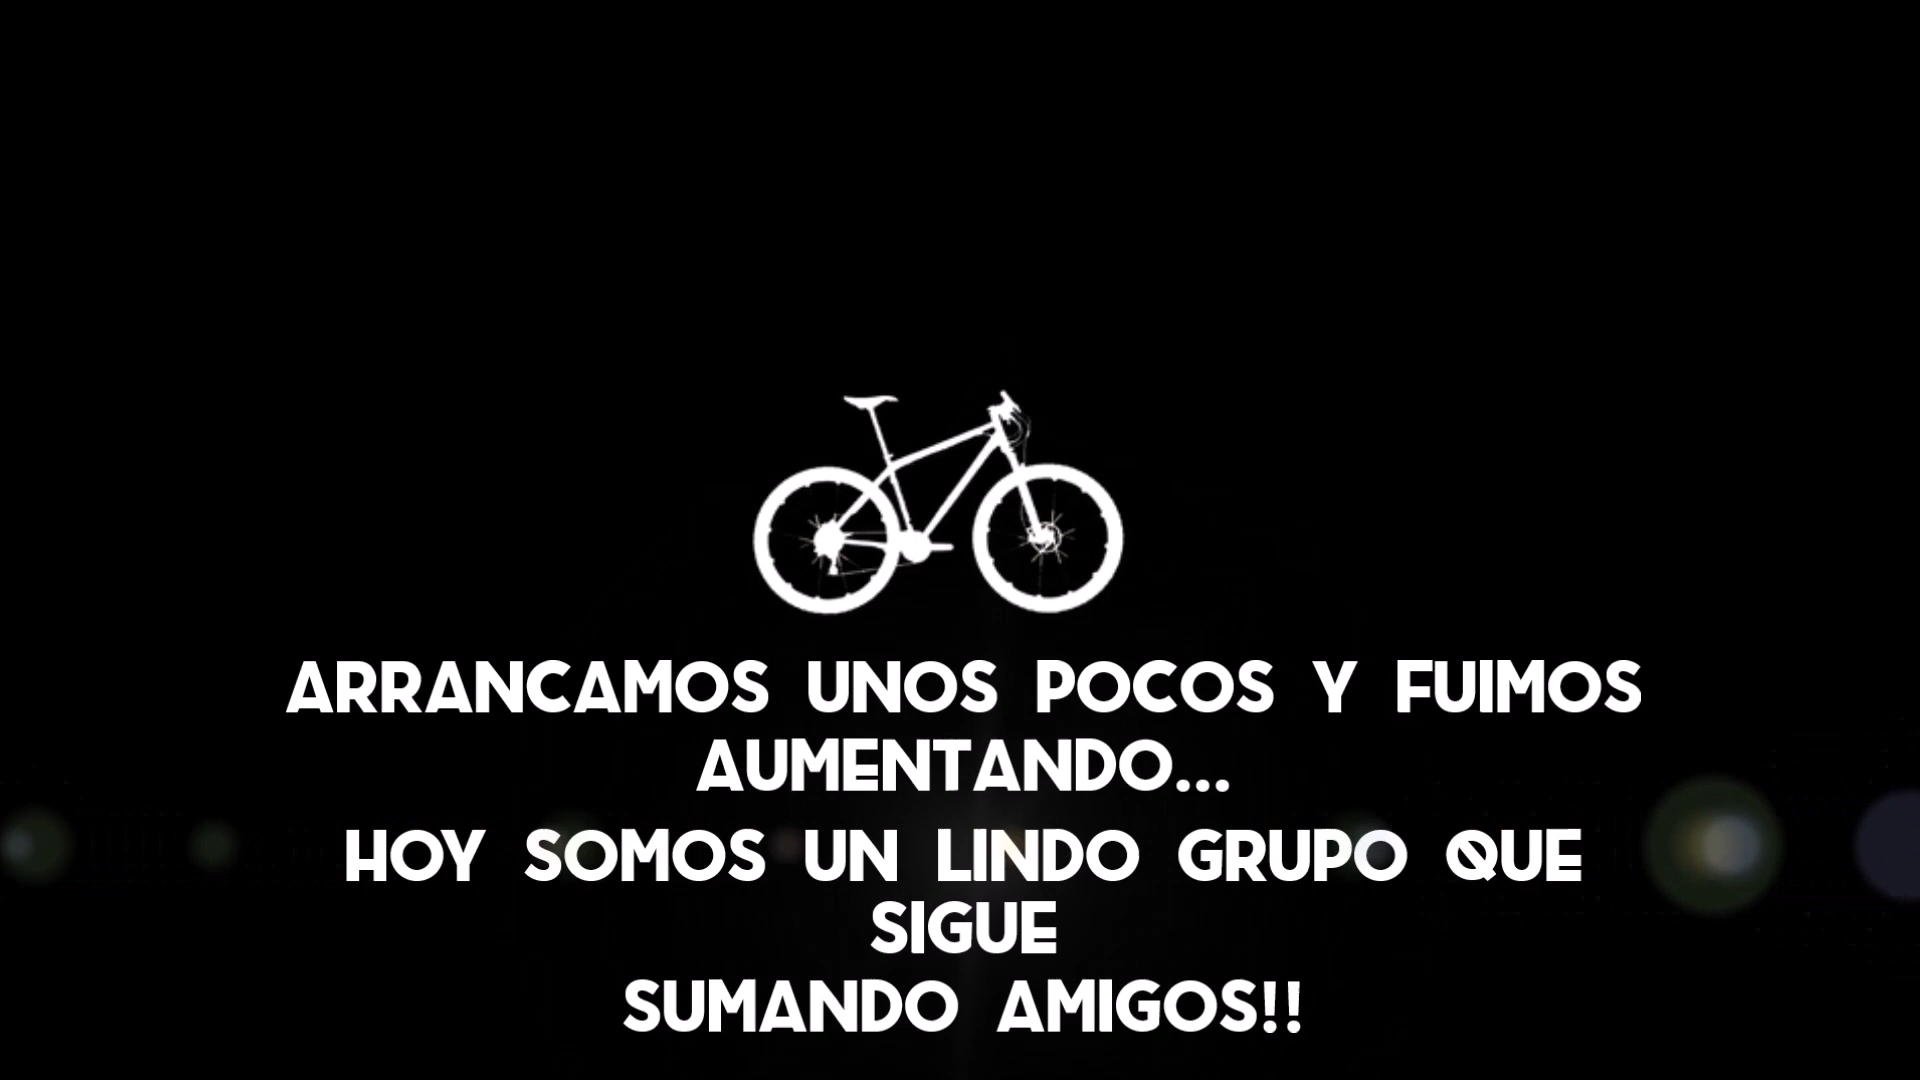 ARRANCAMOS UNOS POCOS Y FUIMOS
AUMENTANDO...
HOY SOMOS UN LINDO GRUPO QUE
SIGUE
SUMANDO AMIGOS!!